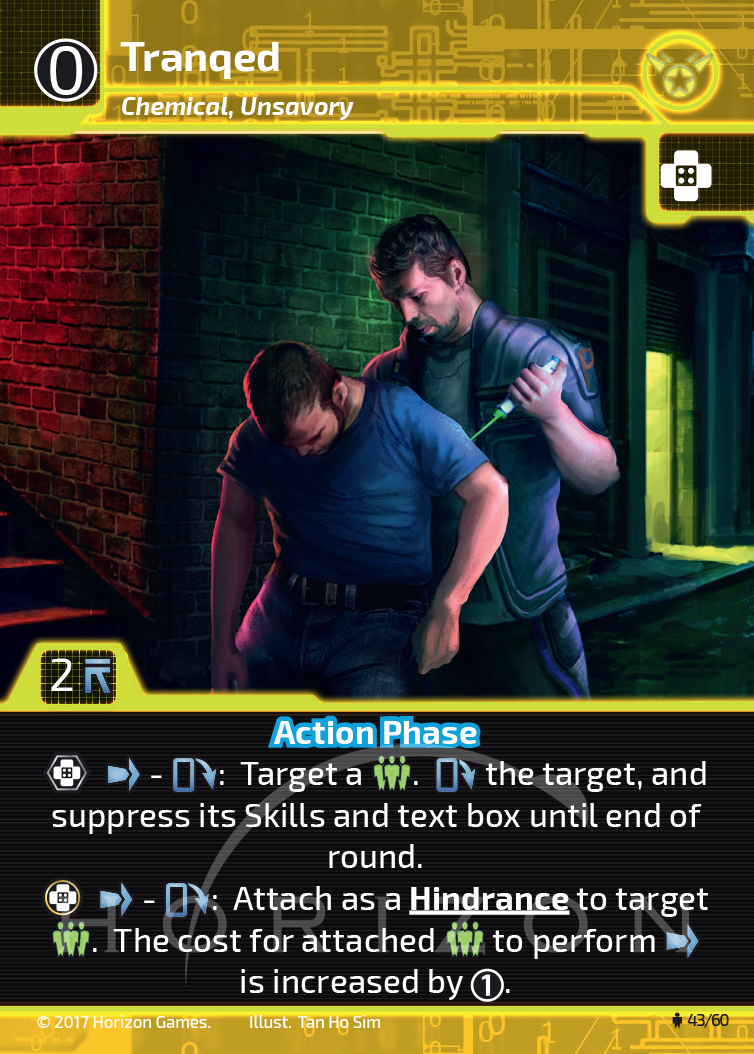 0
Tranqed
Chemical, Unsavory
2
Action Phase
- : Target a . the target, and
suppress its Skills and text box until end of
round.
- : Attach as a Hindrance to target
. The cost for attached to perform
is increased by 1.
HORIZON
© 2017 Horizon Games. Illust. Tan Ho Sim 43/60